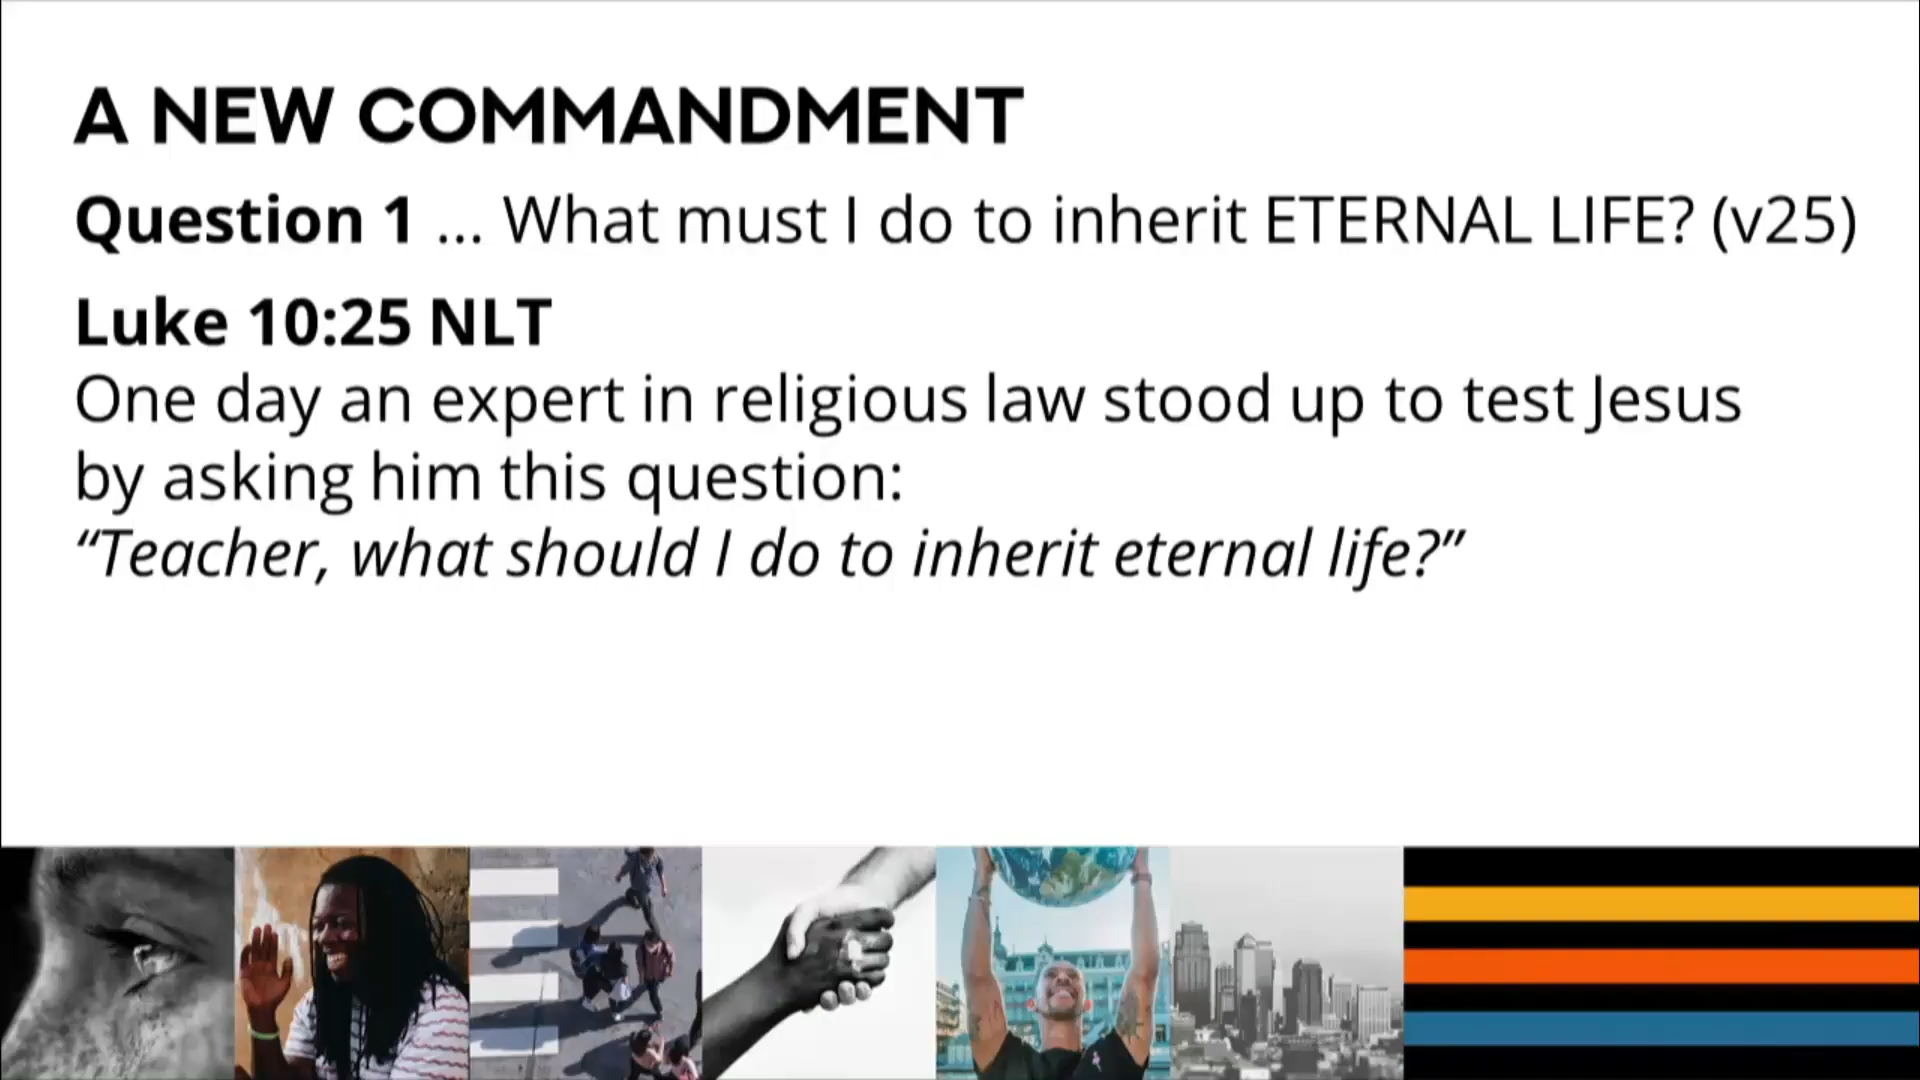 A NEW COMMANDMENT
Question 1 ... What must I do to inherit ETERNAL LIFE? (v25)
Luke 10:25 NLT
One day an expert in religious law stood up to test Jesus
by asking him this question:
“Teacher, what should I do to inherit eternal life?”